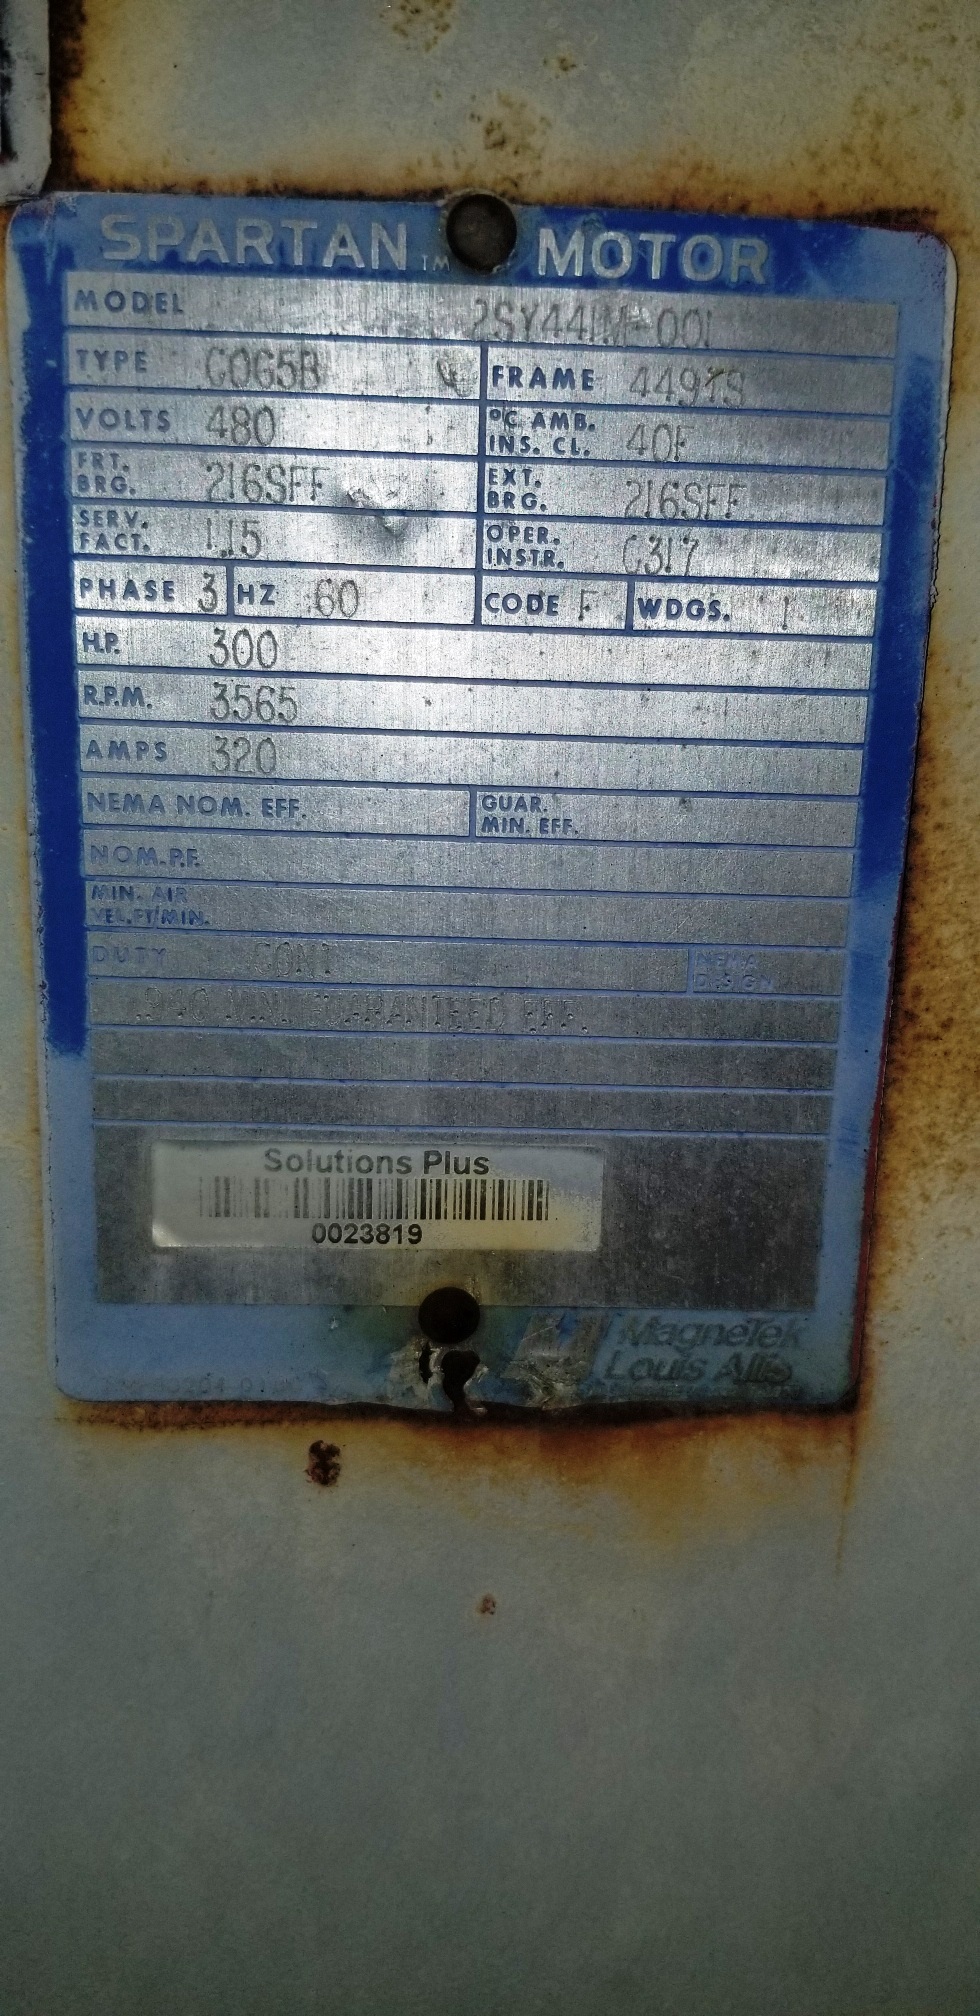 SPARTAN TM MOTOR
MODEL 2SY441M-001
TYPE COG5B FRAME 449TS
VOLTS 480 °C AMB. INS. CL. 40F
FRT. BRG. 216SFF EXT. BRG. 216SFF
SERV. FACT. 1.15 OPER. INSTR. C317
PHASE 3 HZ 60 CODE F WDGS. 1
H.P. 300
R.P.M. 3565
AMPS 320
NEMA NOM. EFF. GUAR. MIN. EFF.
NOM. P.F.
MIN. AIR VEL. FT/MIN.
DUTY CONT NEMA DESIGN
.940 MIN. GUARANTEED EFF.
Solutions Plus
0023819
MagneTek
Louis Allis